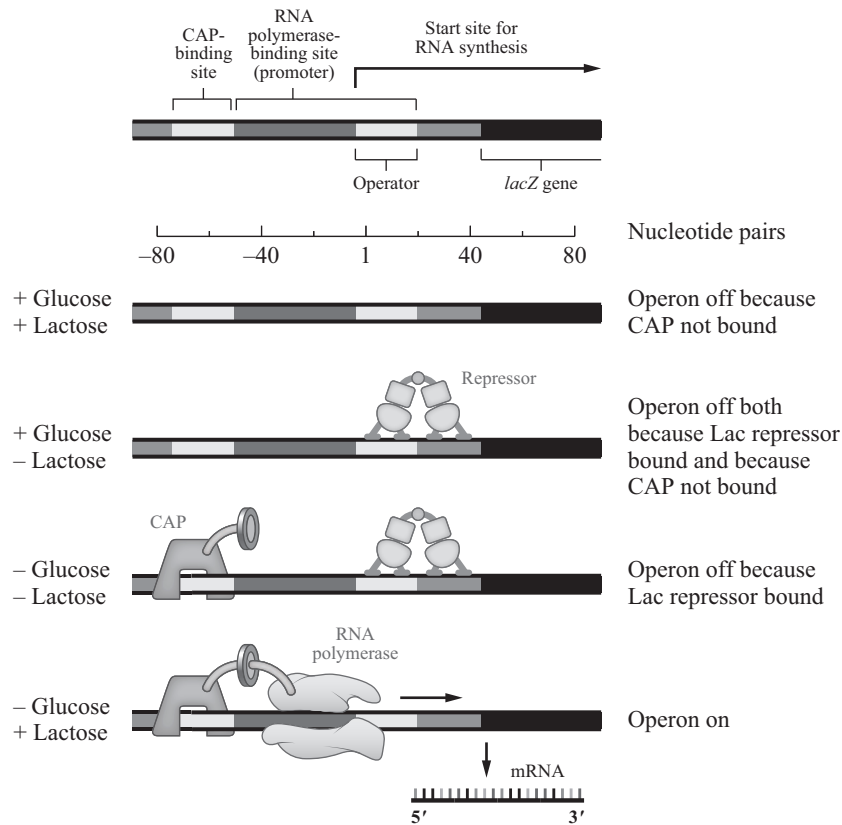 CAP-
binding
site
RNA
polymerase-
binding site
(promoter)
Start site for
RNA synthesis
Operator
lacZ gene
Nucleotide pairs
–80
–40
1
40
80
+ Glucose
+ Lactose
Operon off because
CAP not bound
Repressor
+ Glucose
– Lactose
Operon off both
because Lac repressor
bound and because
CAP not bound
CAP
– Glucose
– Lactose
Operon off because
Lac repressor bound
RNA
polymerase
– Glucose
+ Lactose
Operon on
mRNA
5′
3′